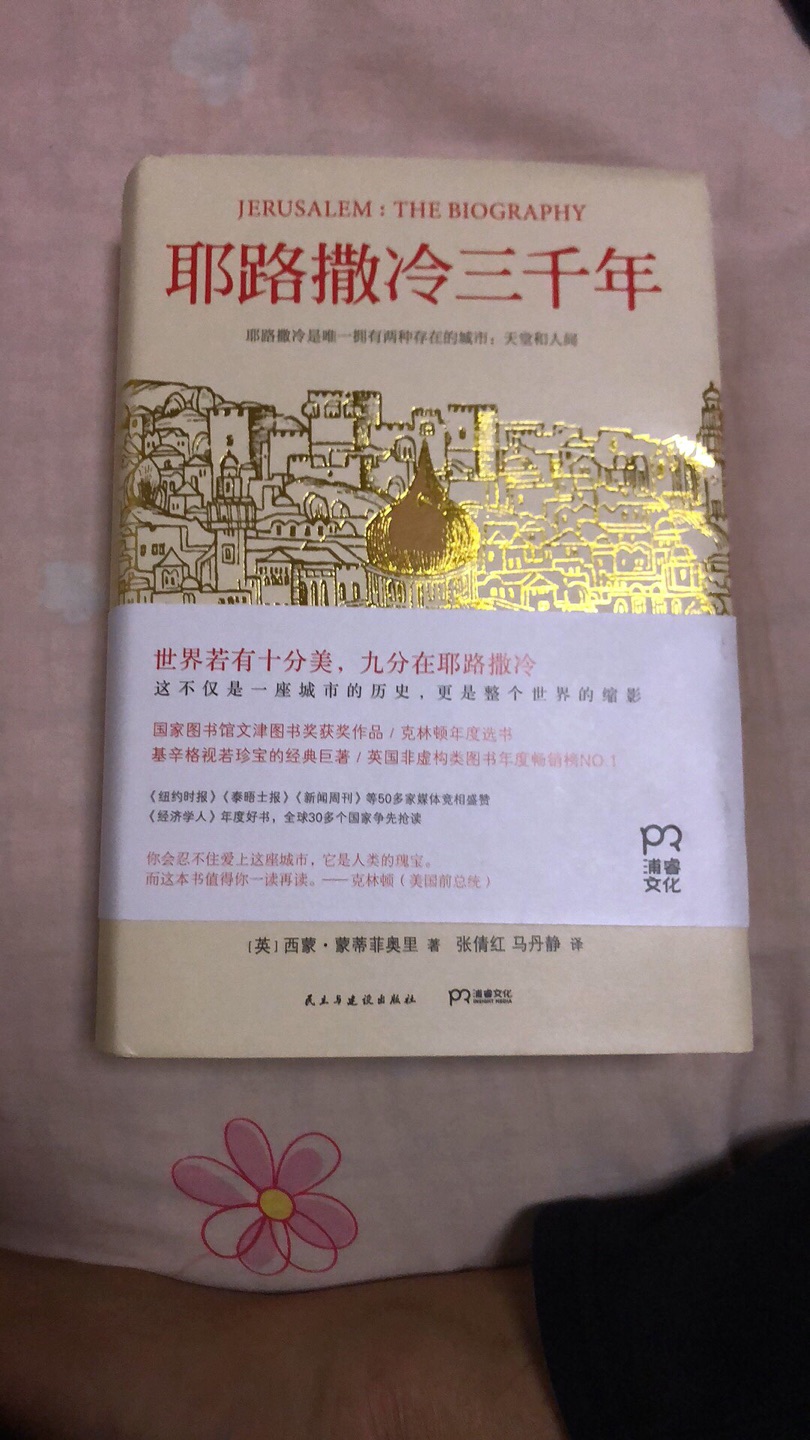 JERUSALEM : THE BIOGRAPHY
耶路撒冷三千年
耶路撒冷是唯一拥有两种存在的城市：天堂和人间
世界若有十分美，九分在耶路撒冷
这不仅是一座城市的历史，更是整个世界的缩影
国家图书馆文津图书奖获奖作品 / 克林顿年度选书
基辛格视若珍宝的经典巨著 / 英国非虚构类图书年度畅销榜NO.1
《纽约时报》《泰晤士报》《新闻周刊》等50多家媒体竞相盛赞
《经济学人》年度好书，全球30多个国家争先抢读
你会忍不住爱上这座城市，它是人类的瑰宝。
而这本书值得你一读再读。——克林顿（美国前总统）
浦睿
文化
［英］西蒙·蒙蒂菲奥里 著 张倩红 马丹静 译
民主与建设出版社 浦睿文化
INSIGHT MEDIA